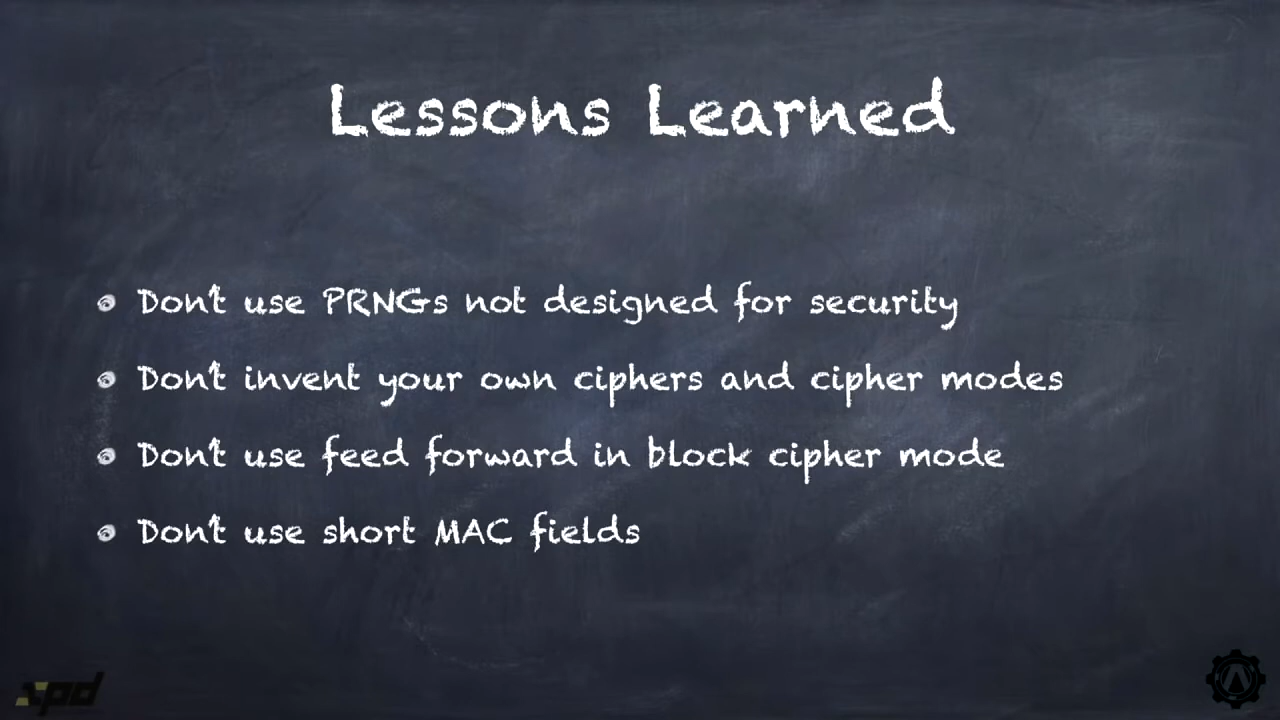 Lessons Learned
Don't use PRNGs not designed for security
Don't invent your own ciphers and cipher modes
Don't use feed forward in block cipher mode
Don't use short MAC fields
xpd